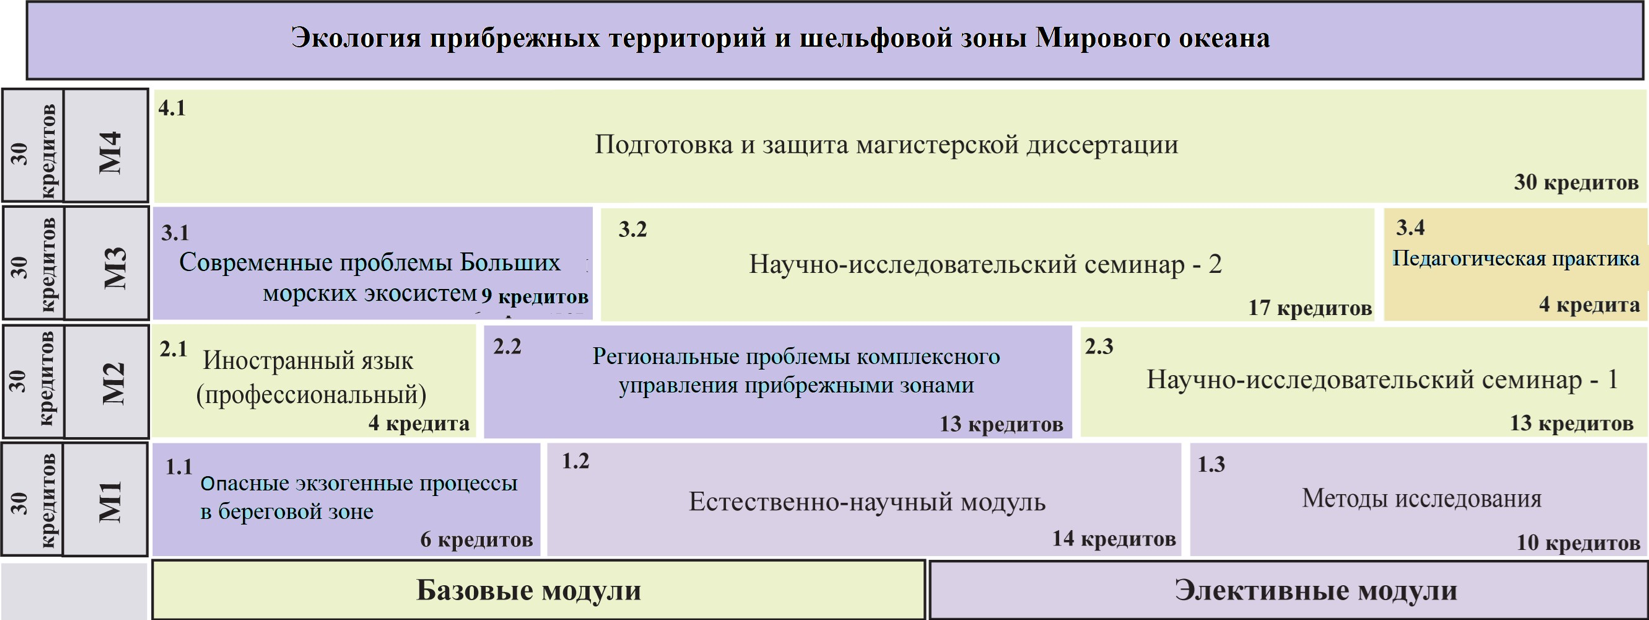 Экология прибрежных территорий и шельфовой зоны Мирового океана
30
кредитов
М4
4.1
Подготовка и защита магистерской диссертации
30 кредитов
30
кредитов
М3
3.1
Современные проблемы Больших
морских экосистем 9 кредитов
3.2
Научно-исследовательский семинар - 2
17 кредитов
3.4
Педагогическая практика
4 кредита
30
кредитов
М2
2.1 Иностранный язык
(профессиональный)
4 кредита
2.2
Региональные проблемы комплексного
управления прибрежными зонами
13 кредитов
2.3
Научно-исследовательский семинар - 1
13 кредитов
30
кредитов
М1
1.1
Опасные экзогенные процессы
в береговой зоне
6 кредитов
1.2
Естественно-научный модуль
14 кредитов
1.3
Методы исследования
10 кредитов
Базовые модули
Элективные модули